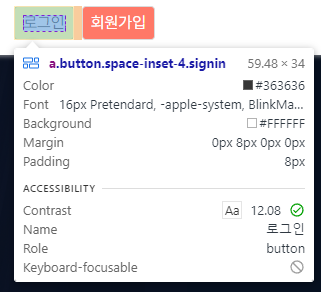 로그인 회원가입
a.button.space-inset-4.signin 59.48 × 34
Color #363636
Font 16px Pretendard, -apple-system, BlinkMa...
Background #FFFFFF
Margin 0px 8px 0px 0px
Padding 8px
ACCESSIBILITY
Contrast Aa 12.08
Name 로그인
Role button
Keyboard-focusable